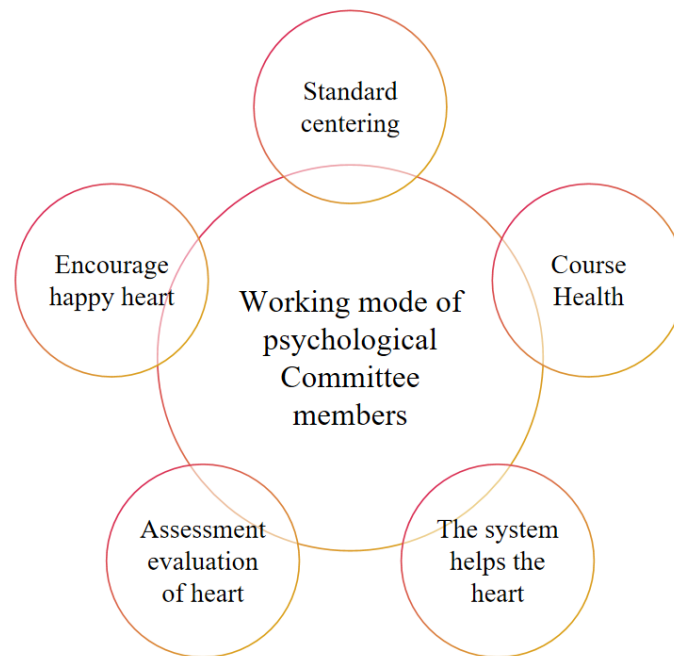 Standard
centering
Encourage
happy heart
Course
Health
Working mode of
psychological
Committee
members
Assessment
evaluation
of heart
The system
helps the
heart